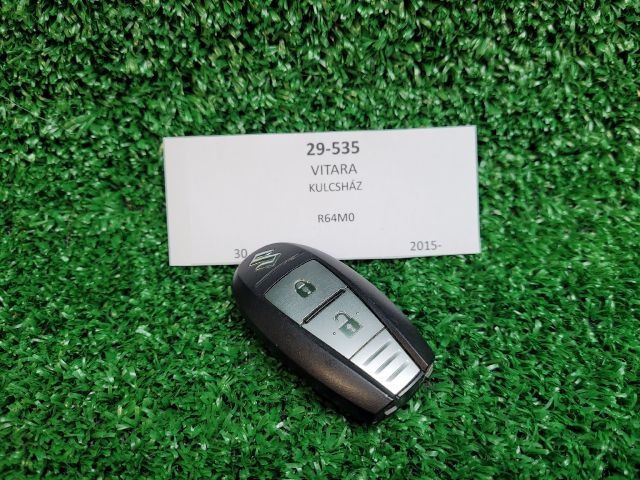 29-535
VITARA
KULCSHÁZ
R64M0
30 2015-